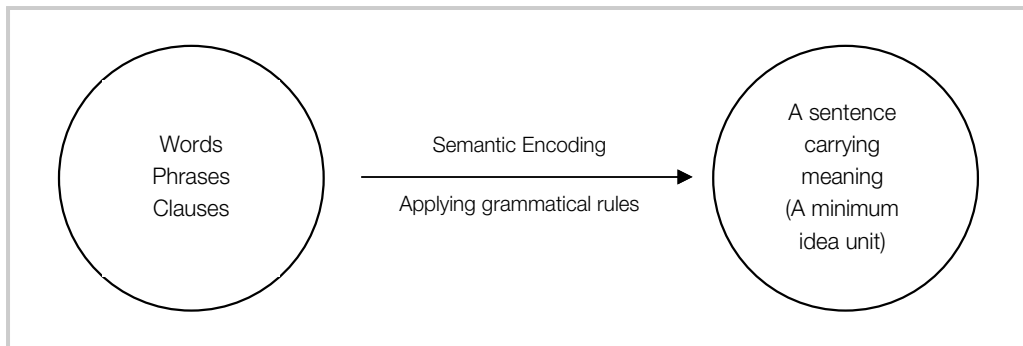 Words
Phrases
Clauses
Semantic Encoding
Applying grammatical rules
A sentence
carrying
meaning
(A minimum
idea unit)